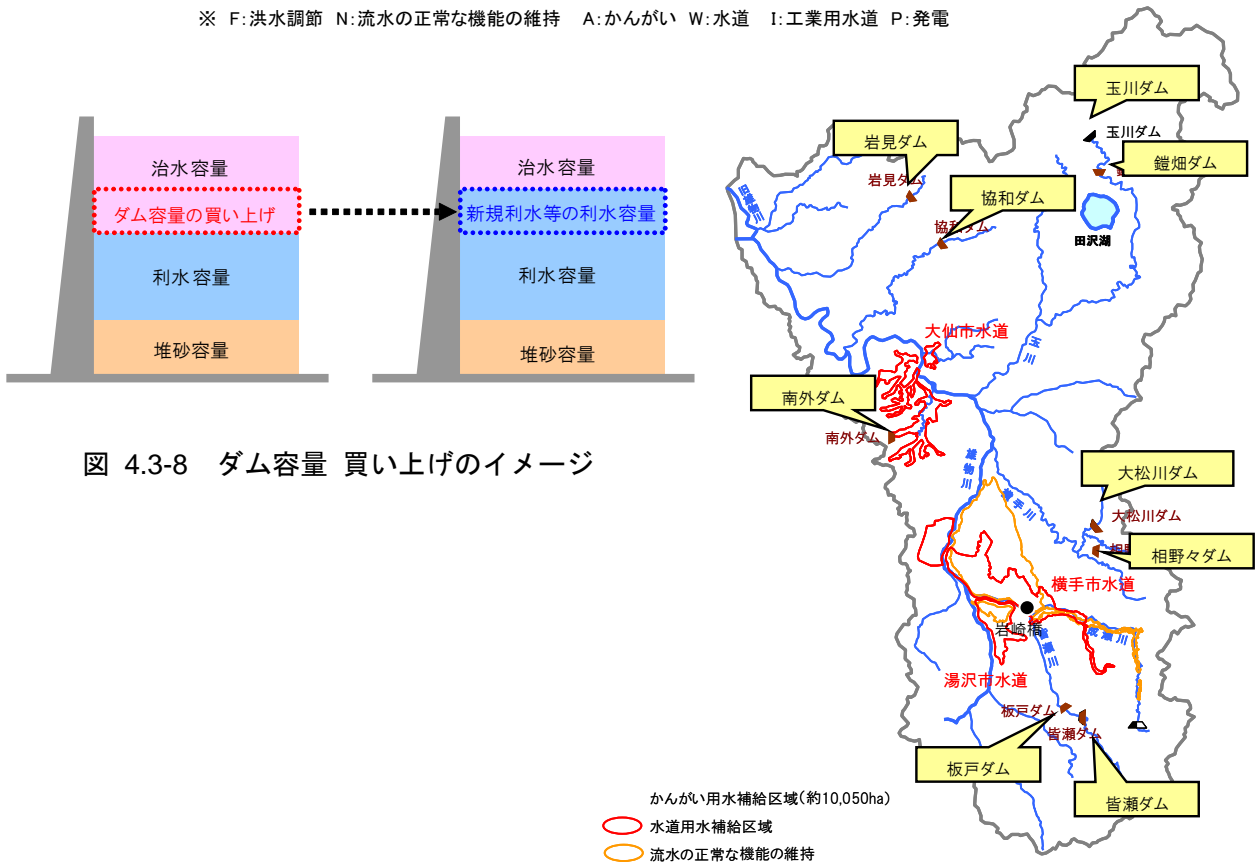 ※ F:洪水調節 N:流水の正常な機能の維持 A:かんがい W:水道 I:工業用水道 P:発電
治水容量
ダム容量の買い上げ
利水容量
堆砂容量
治水容量
新規利水等の利水容量
利水容量
堆砂容量
図 4.3-8 ダム容量 買い上げのイメージ
玉川ダム
玉川ダム
岩見ダム
岩見ダム
鎧畑ダム
協和ダム
協和ダム
田沢湖
大仙市水道
玉川
南外ダム
南外ダム
雄物川
横手川
大松川ダム
大松川ダム
相野々ダム
横手市水道
岩崎橋
成瀬川
皆瀬川
湯沢市水道
板戸ダム
皆瀬ダム
板戸ダム
皆瀬ダム
かんがい用水補給区域(約10,050ha)
水道用水補給区域
流水の正常な機能の維持